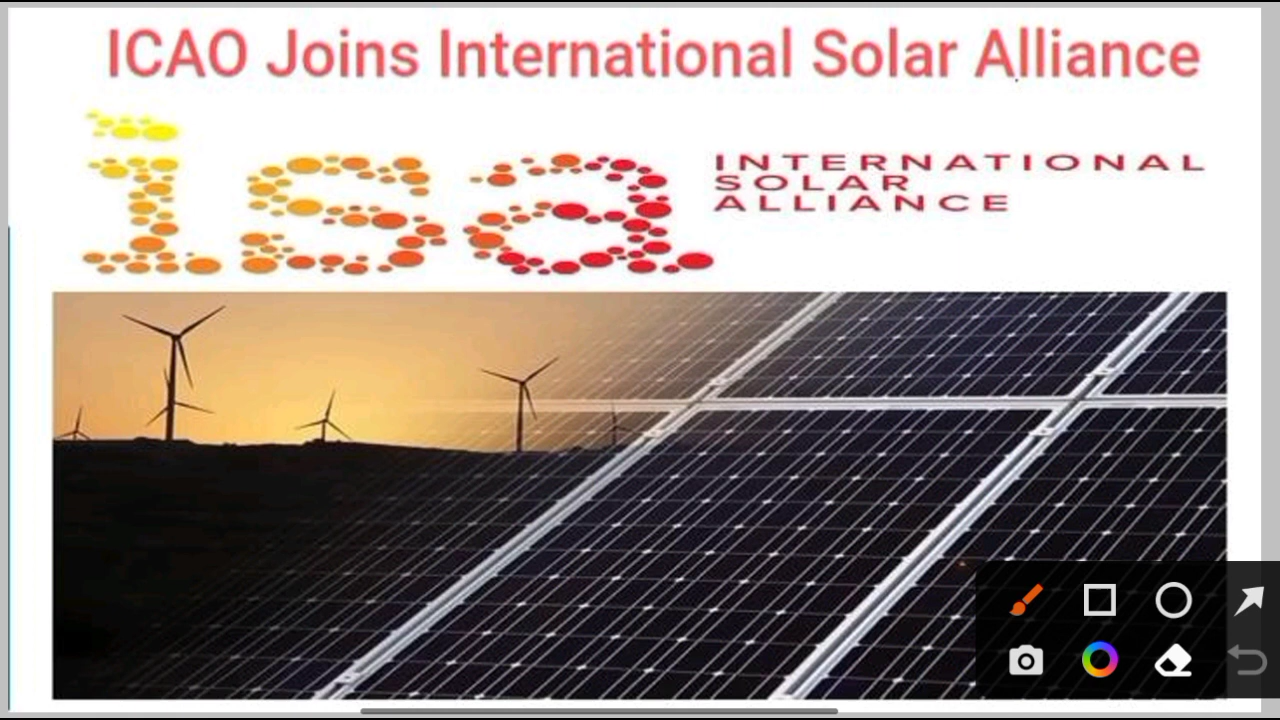 ICAO Joins International Solar Alliance
isa
INTERNATIONAL
SOLAR
ALLIANCE